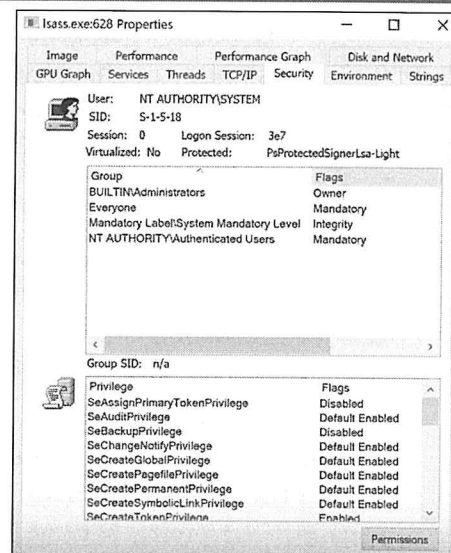 lsass.exe:628 Properties
Image Performance Performance Graph Disk and Network
GPU Graph Services Threads TCP/IP Security Environment Strings
User: NT AUTHORITY\SYSTEM
SID: S-1-5-18
Session: 0 Logon Session: 3e7
Virtualized: No Protected: PsProtectedSignerLsa-Light
Group Flags
BUILTIN\Administrators Owner
Everyone Mandatory
Mandatory Label\System Mandatory Level Integrity
NT AUTHORITY\Authenticated Users Mandatory
Group SID: n/a
Privilege Flags
SeAssignPrimaryTokenPrivilege Disabled
SeAuditPrivilege Default Enabled
SeBackupPrivilege Disabled
SeChangeNotifyPrivilege Default Enabled
SeCreateGlobalPrivilege Default Enabled
SeCreatePagefilePrivilege Default Enabled
SeCreatePermanentPrivilege Default Enabled
SeCreateSymbolicLinkPrivilege Default Enabled
SeCreateTokenPrivilege Enabled
Permissions